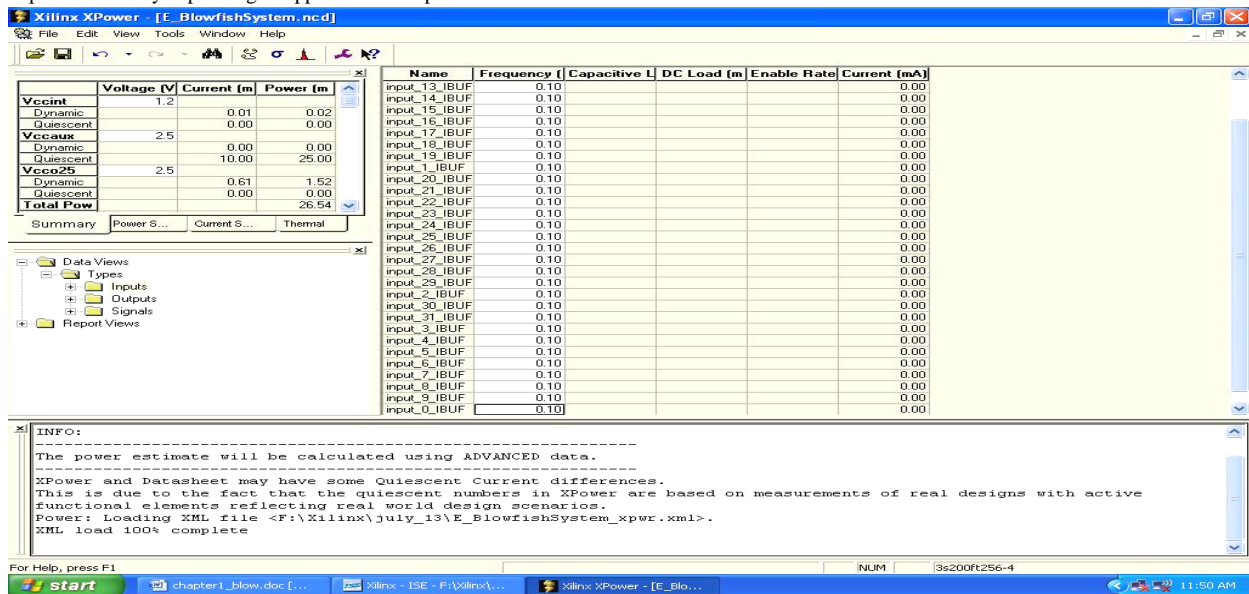 Xilinx XPower - [E_BlowfishSystem.ncd]
File Edit View Tools Window Help
Voltage (V Current (m Power (m
Vccint 1.2
Dynamic 0.01 0.02
Quiescent 0.00 0.00
Vccaux 2.5
Dynamic 0.00 0.00
Quiescent 10.00 25.00
Vcco25 2.5
Dynamic 0.61 1.52
Quiescent 0.00 0.00
Total Pow 26.54
Summary Power S... Current S... Thermal
Data Views
Types
Inputs
Outputs
Signals
Report Views
Name Frequency ( Capacitive L DC Load (m Enable Rate Current (mA)
input_13_IBUF 0.10 0.00
input_14_IBUF 0.10 0.00
input_15_IBUF 0.10 0.00
input_16_IBUF 0.10 0.00
input_17_IBUF 0.10 0.00
input_18_IBUF 0.10 0.00
input_19_IBUF 0.10 0.00
input_1_IBUF 0.10 0.00
input_20_IBUF 0.10 0.00
input_21_IBUF 0.10 0.00
input_22_IBUF 0.10 0.00
input_23_IBUF 0.10 0.00
input_24_IBUF 0.10 0.00
input_25_IBUF 0.10 0.00
input_26_IBUF 0.10 0.00
input_27_IBUF 0.10 0.00
input_28_IBUF 0.10 0.00
input_29_IBUF 0.10 0.00
input_2_IBUF 0.10 0.00
input_30_IBUF 0.10 0.00
input_31_IBUF 0.10 0.00
input_3_IBUF 0.10 0.00
input_4_IBUF 0.10 0.00
input_5_IBUF 0.10 0.00
input_6_IBUF 0.10 0.00
input_7_IBUF 0.10 0.00
input_8_IBUF 0.10 0.00
input_9_IBUF 0.10 0.00
input_0_IBUF 0.10 0.00
INFO:
The power estimate will be calculated using ADVANCED data.
XPower and Datasheet may have some Quiescent Current differences.
This is due to the fact that the quiescent numbers in XPower are based on measurements of real designs with active
functional elements reflecting real world design scenarios.
Power: Loading XML file <F:\Xilinx\july_13\E_BlowfishSystem_xpwr.xml>.
XML load 100% complete
For Help, press F1 NUM 3s200ft256-4
start chapter1_blow.doc [... Xilinx - ISE - F:\Xilinx\... Xilinx XPower - [E_Blo... 11:50 AM